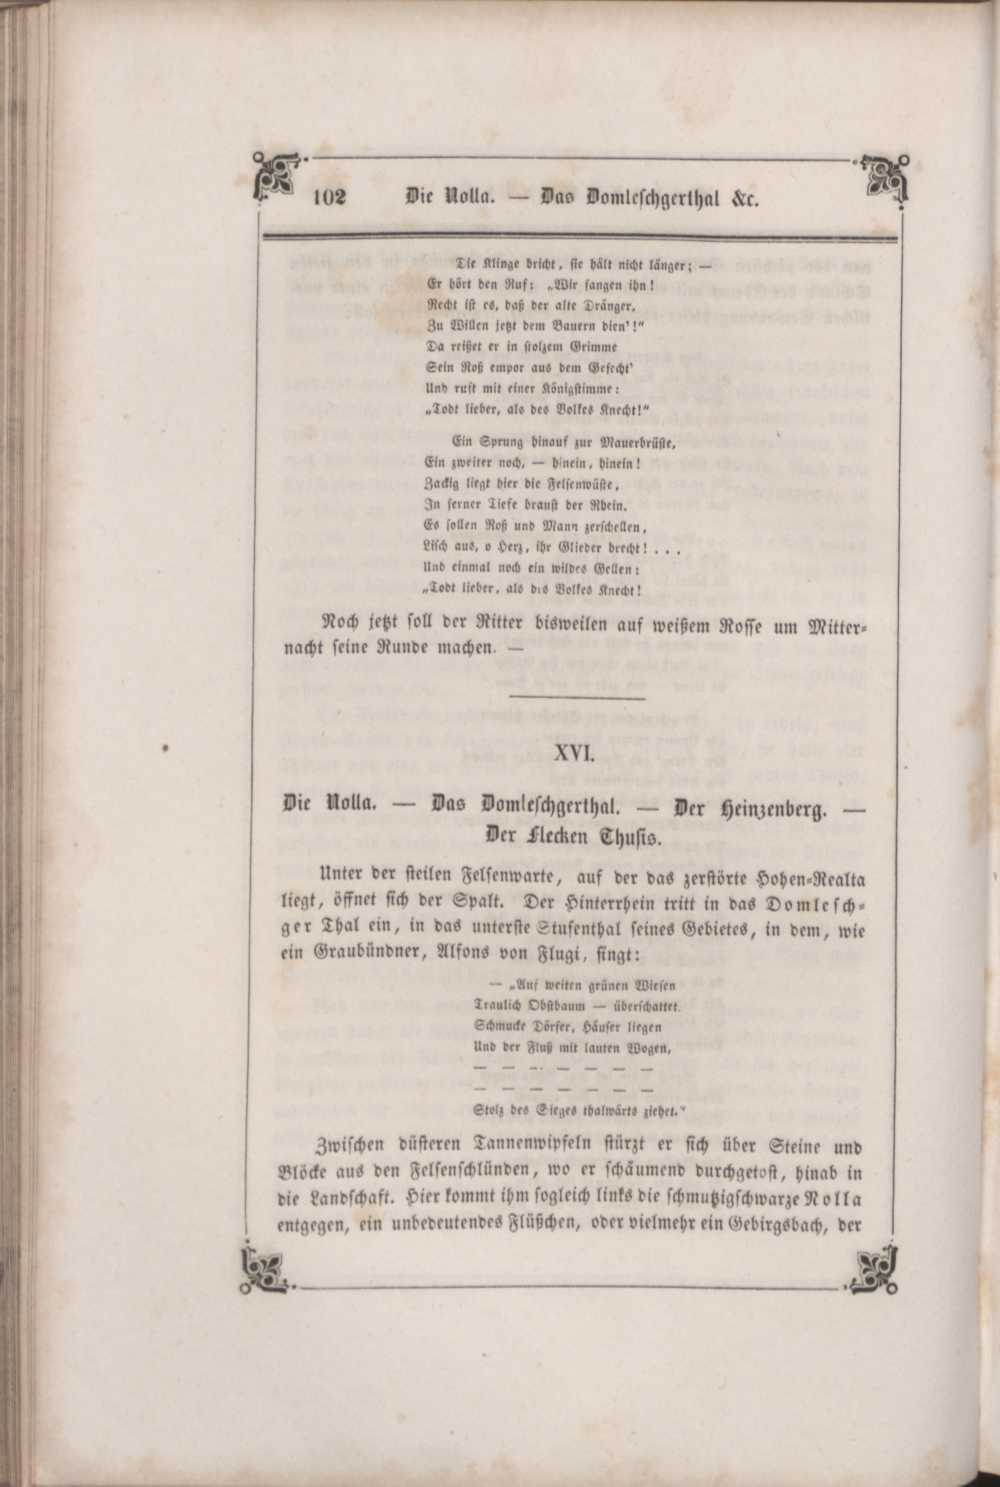 102 Die Nolla. — Das Domleschgerthal &c.
Die Klinge bricht, sie hält nicht länger; —
Er hört den Ruf: „Wir fangen ihn!
Recht ist es, daß der alte Dränger,
Zu Willen jetzt dem Bauern dien'!“
Da reißet er in stolzem Grimme
Sein Roß empor aus dem Gefecht'
Und ruft mit einer Königstimme:
„Todt lieber, als des Volkes Knecht!“
Ein Sprung hinauf zur Mauerbrüste,
Ein zweiter noch, — hinein, hinein!
Zackig liegt hier die Felsenwüste,
In ferner Tiefe braust der Rhein.
Es sollen Roß und Mann zerschellen,
Lisch aus, o Herz, ihr Glieder brecht! . . .
Und einmal noch ein wildes Gellen:
„Todt lieber, als des Volkes Knecht!
Noch jetzt soll der Ritter bisweilen auf weißem Rosse um Mitter-
nacht seine Runde machen. —
XVI.
Die Nolla. — Das Domleschgerthal. — Der Heinzenberg. —
Der Flecken Thusis.
Unter der steilen Felsenwarte, auf der das zerstörte Hohen-Realta
liegt, öffnet sich der Spalt. Der Hinterrhein tritt in das Domlesch-
ger Thal ein, in das unterste Stufenthal seines Gebietes, in dem, wie
ein Graubündner, Alfons von Flugi, singt:
— „Auf weiten grünen Wiesen
Traulich Obstbaum — überschattet
Schmucke Dörfer, Häuser liegen
Und der Fluß mit lauten Wogen,
— — — — — — —
— — — — — — —
Stolz des Sieges thalwärts ziehet.“
Zwischen düsteren Tannenwipfeln stürzt er sich über Steine und
Blöcke aus den Felsenschlünden, wo er schäumend durchgetost, hinab in
die Landschaft. Hier kommt ihm sogleich links die schmutzigschwarze Nolla
entgegen, ein unbedeutendes Flüßchen, oder vielmehr ein Gebirgsbach, der